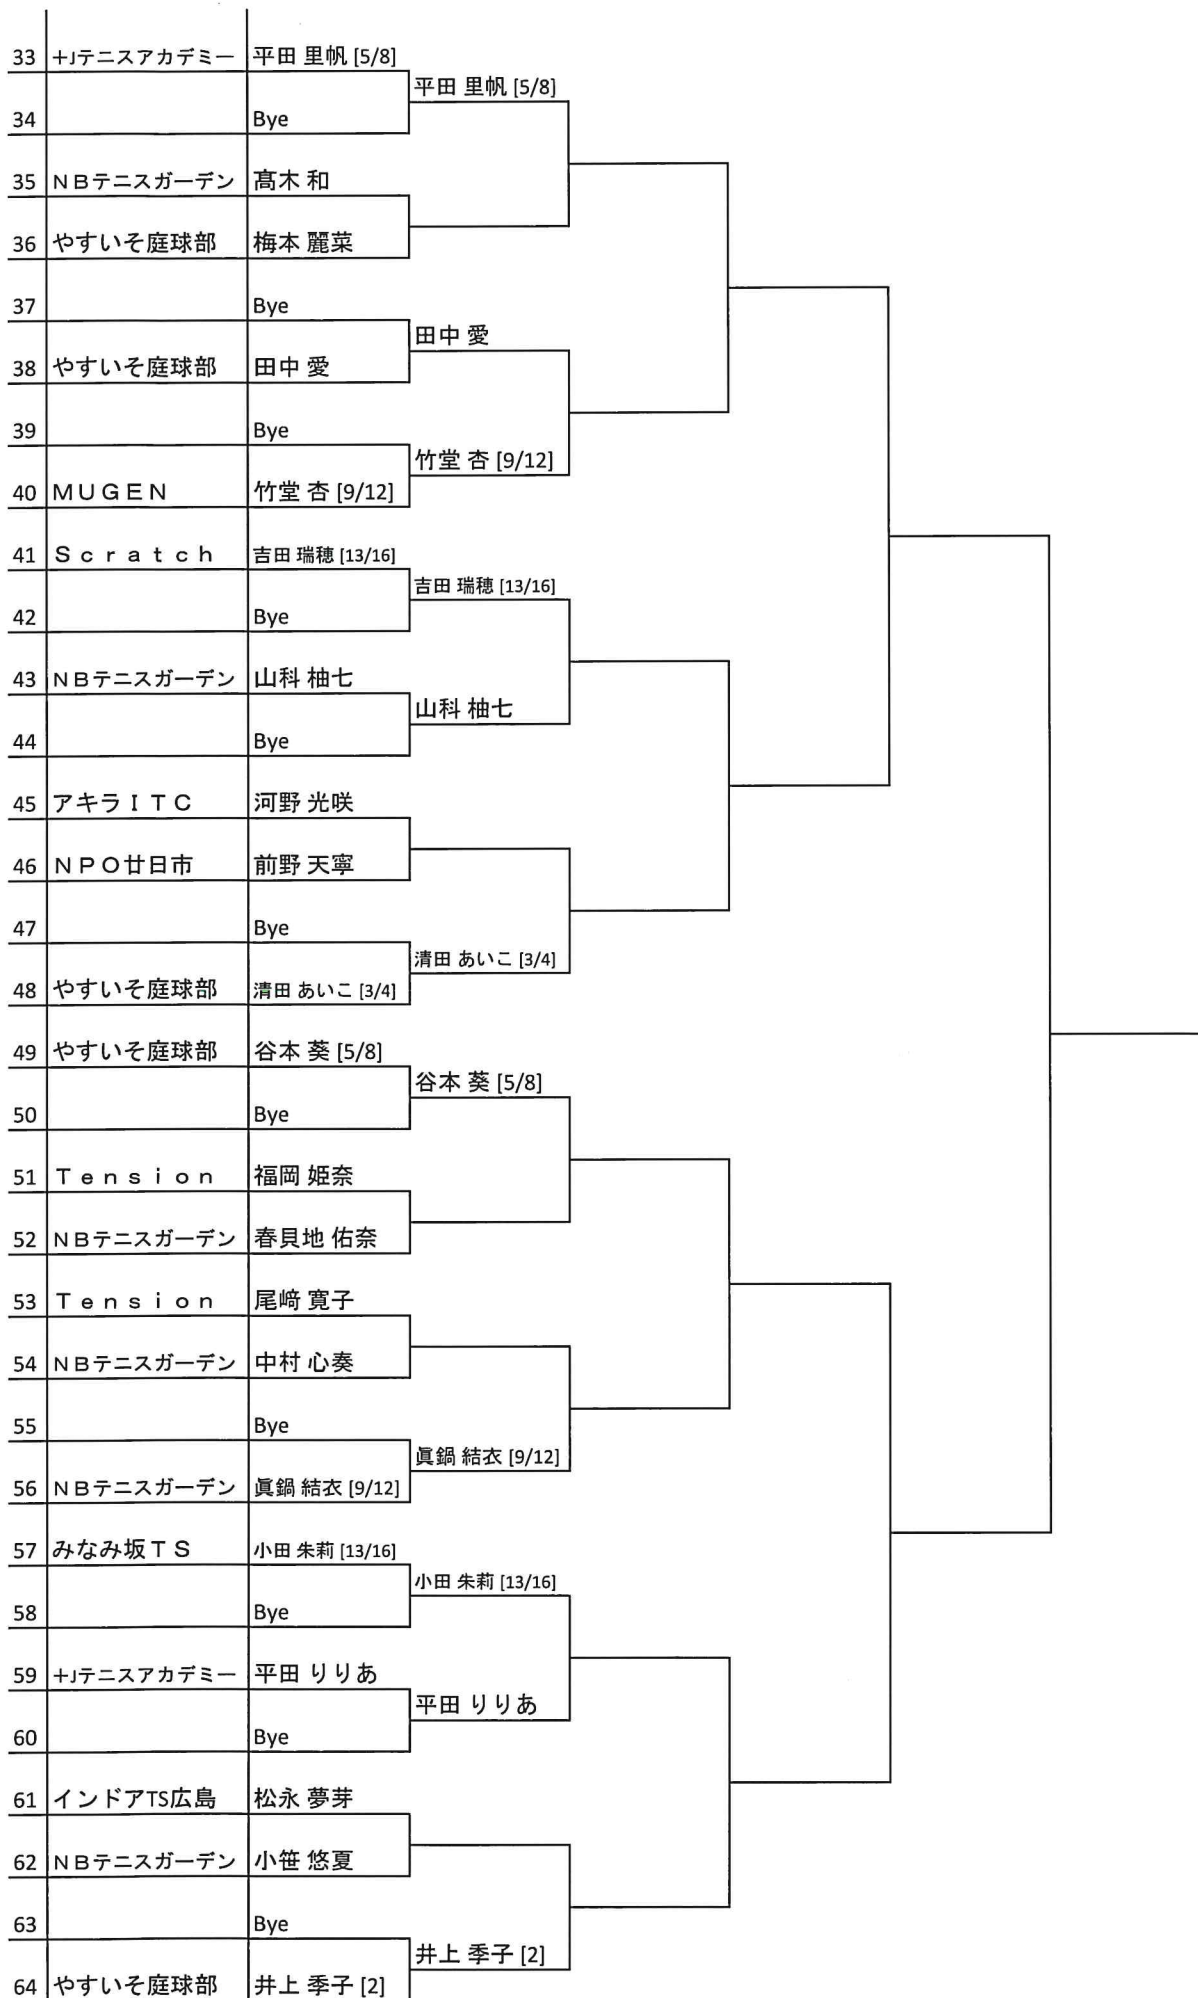 33 +Jテニスアカデミー 平田 里帆 [5/8]
平田 里帆 [5/8]
34 Bye
35 ＮＢテニスガーデン 髙木 和
36 やすいそ庭球部 梅本 麗菜
37 Bye
田中 愛
38 やすいそ庭球部 田中 愛
39 Bye
竹堂 杏 [9/12]
40 ＭＵＧＥＮ 竹堂 杏 [9/12]
41 Ｓｃｒａｔｃｈ 吉田 瑞穂 [13/16]
吉田 瑞穂 [13/16]
42 Bye
43 ＮＢテニスガーデン 山科 柚七
山科 柚七
44 Bye
45 アキラＩＴＣ 河野 光咲
46 ＮＰＯ廿日市 前野 天寧
47 Bye
清田 あいこ [3/4]
48 やすいそ庭球部 清田 あいこ [3/4]
49 やすいそ庭球部 谷本 葵 [5/8]
谷本 葵 [5/8]
50 Bye
51 Ｔｅｎｓｉｏｎ 福岡 姫奈
52 ＮＢテニスガーデン 春貝地 佑奈
53 Ｔｅｎｓｉｏｎ 尾﨑 寛子
54 ＮＢテニスガーデン 中村 心奏
55 Bye
眞鍋 結衣 [9/12]
56 ＮＢテニスガーデン 眞鍋 結衣 [9/12]
57 みなみ坂ＴＳ 小田 朱莉 [13/16]
小田 朱莉 [13/16]
58 Bye
59 +Jテニスアカデミー 平田 りりあ
平田 りりあ
60 Bye
61 インドアTS広島 松永 夢芽
62 ＮＢテニスガーデン 小笹 悠夏
63 Bye
井上 季子 [2]
64 やすいそ庭球部 井上 季子 [2]